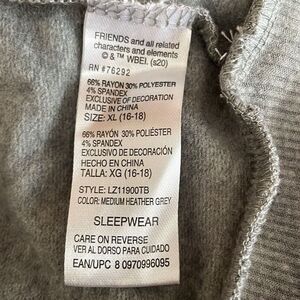 FRIENDS and all related
characters and elements
© & ™ WBEI. (s20)
RN #76292
66% RAYON 30% POLYESTER
4% SPANDEX
EXCLUSIVE OF DECORATION
MADE IN CHINA
SIZE: XL (16-18)
66% RAYON 30% POLIÉSTER
4% SPANDEX
EXCLUSIVO DE DECORACIÓN
HECHO EN CHINA
TALLA: XG (16-18)
STYLE: LZ11900TB
COLOR: MEDIUM HEATHER GREY
SLEEPWEAR
CARE ON REVERSE
VER AL DORSO PARA CUIDADO
EAN/UPC 8 0970996095